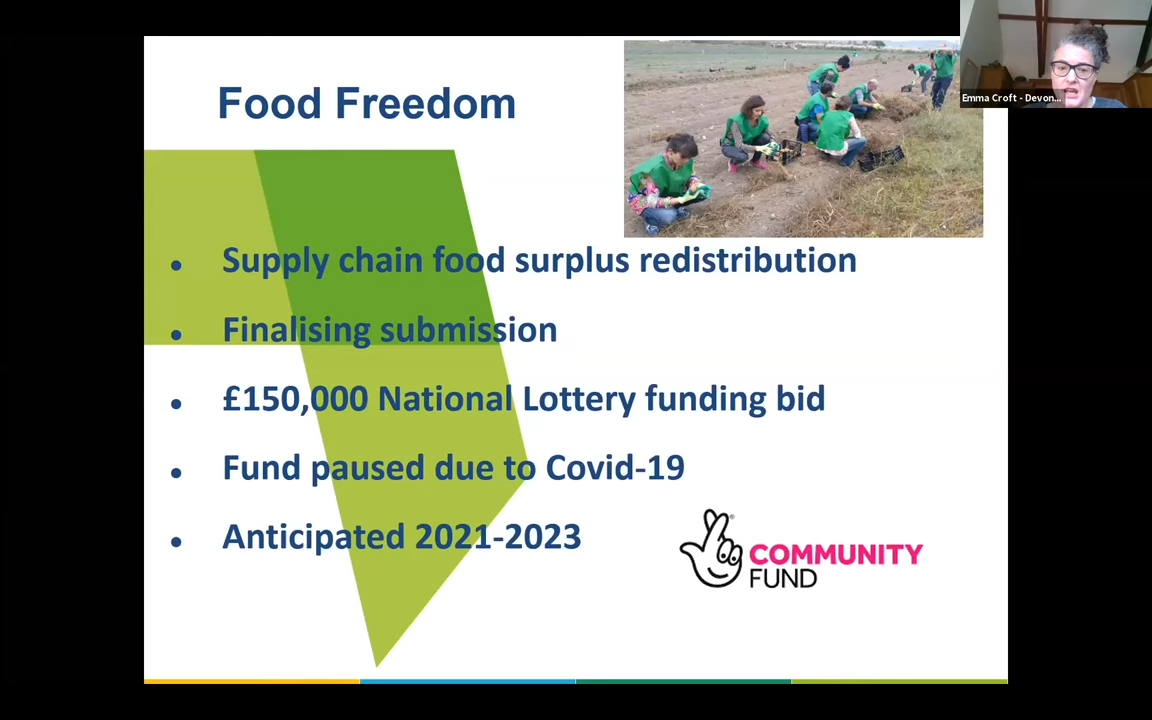 Food Freedom
Emma Croft - Devon...
Supply chain food surplus redistribution
Finalising submission
£150,000 National Lottery funding bid
Fund paused due to Covid-19
Anticipated 2021-2023
COMMUNITY
FUND